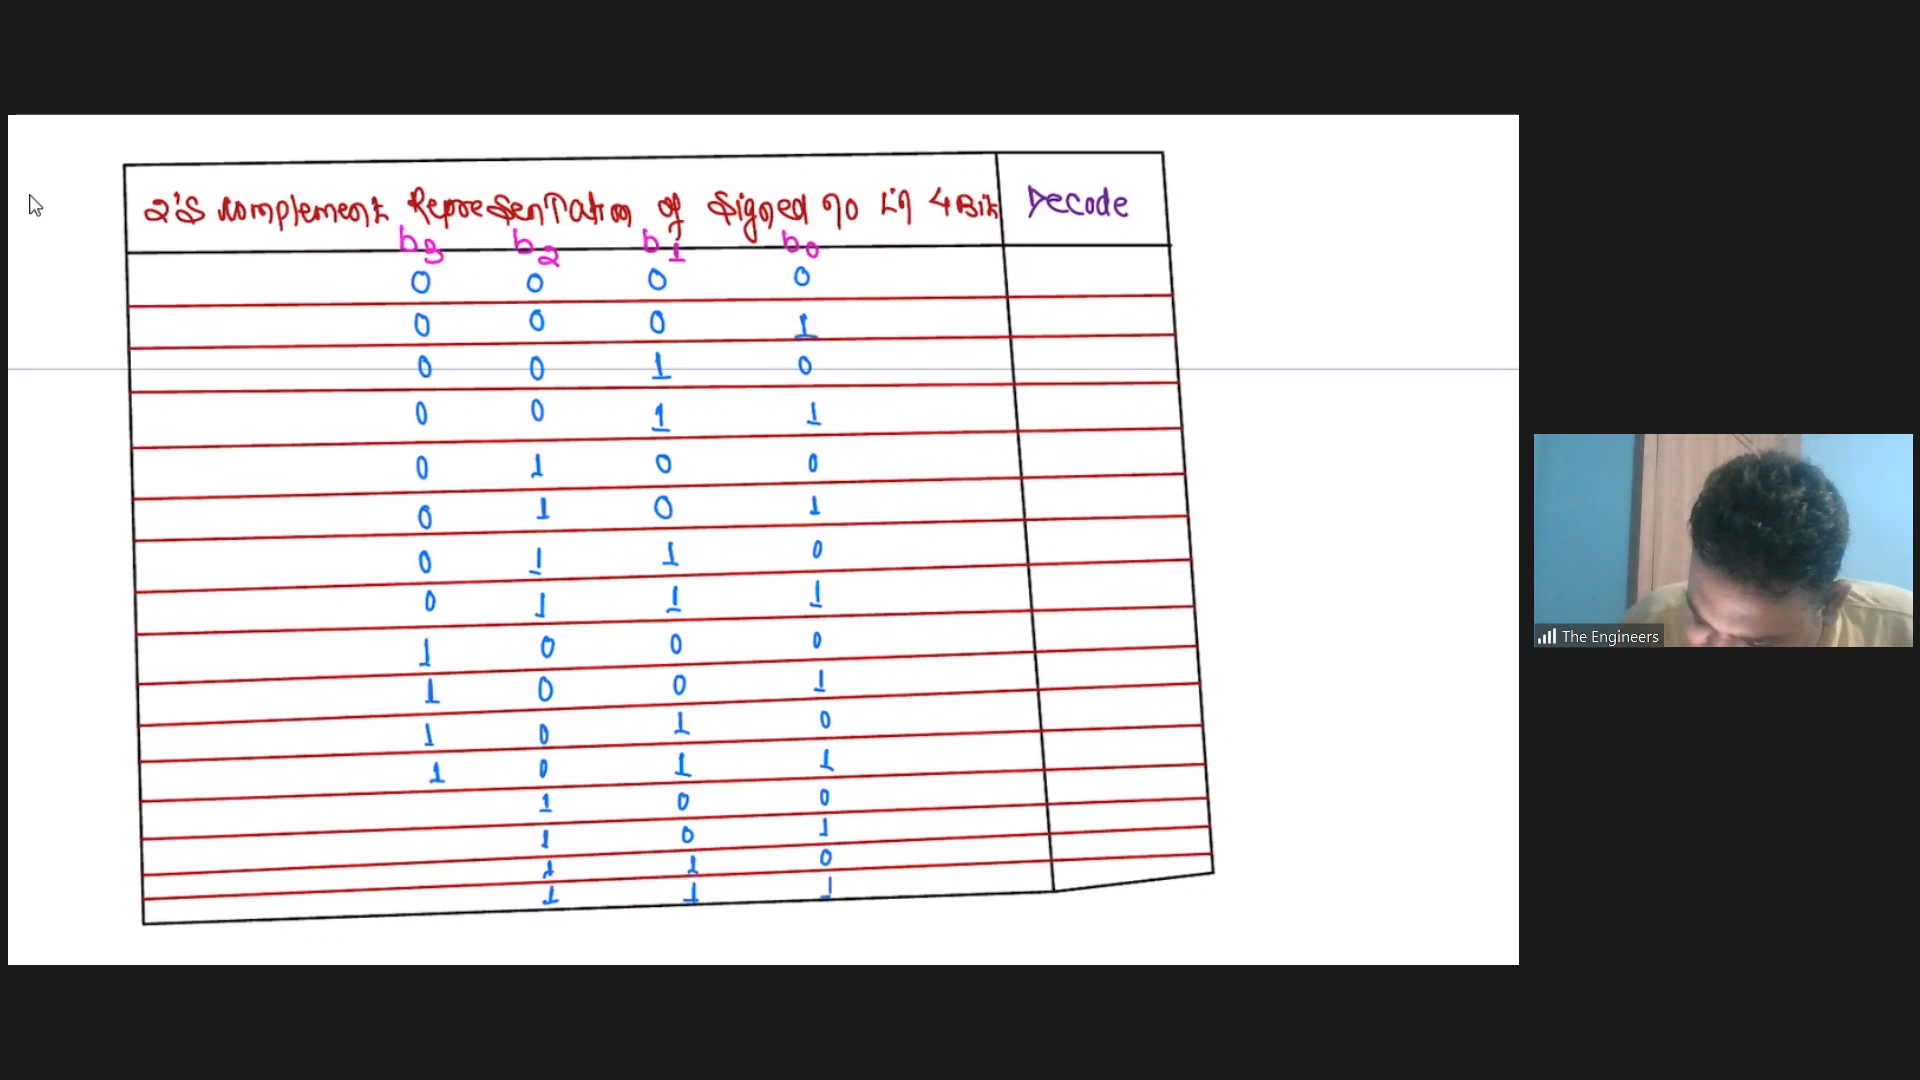 2's complement Representation of signed no in 4 Bit Decode
b3 b2 b1 b0
0 0 0 0
0 0 0 1
0 0 1 0
0 0 1 1
0 1 0 0
0 1 0 1
0 1 1 0
0 1 1 1
1 0 0 0
1 0 0 1
1 0 1 0
1 0 1 1
1 0 0
1 0 1
1 1 0
1 1 1
The Engineers